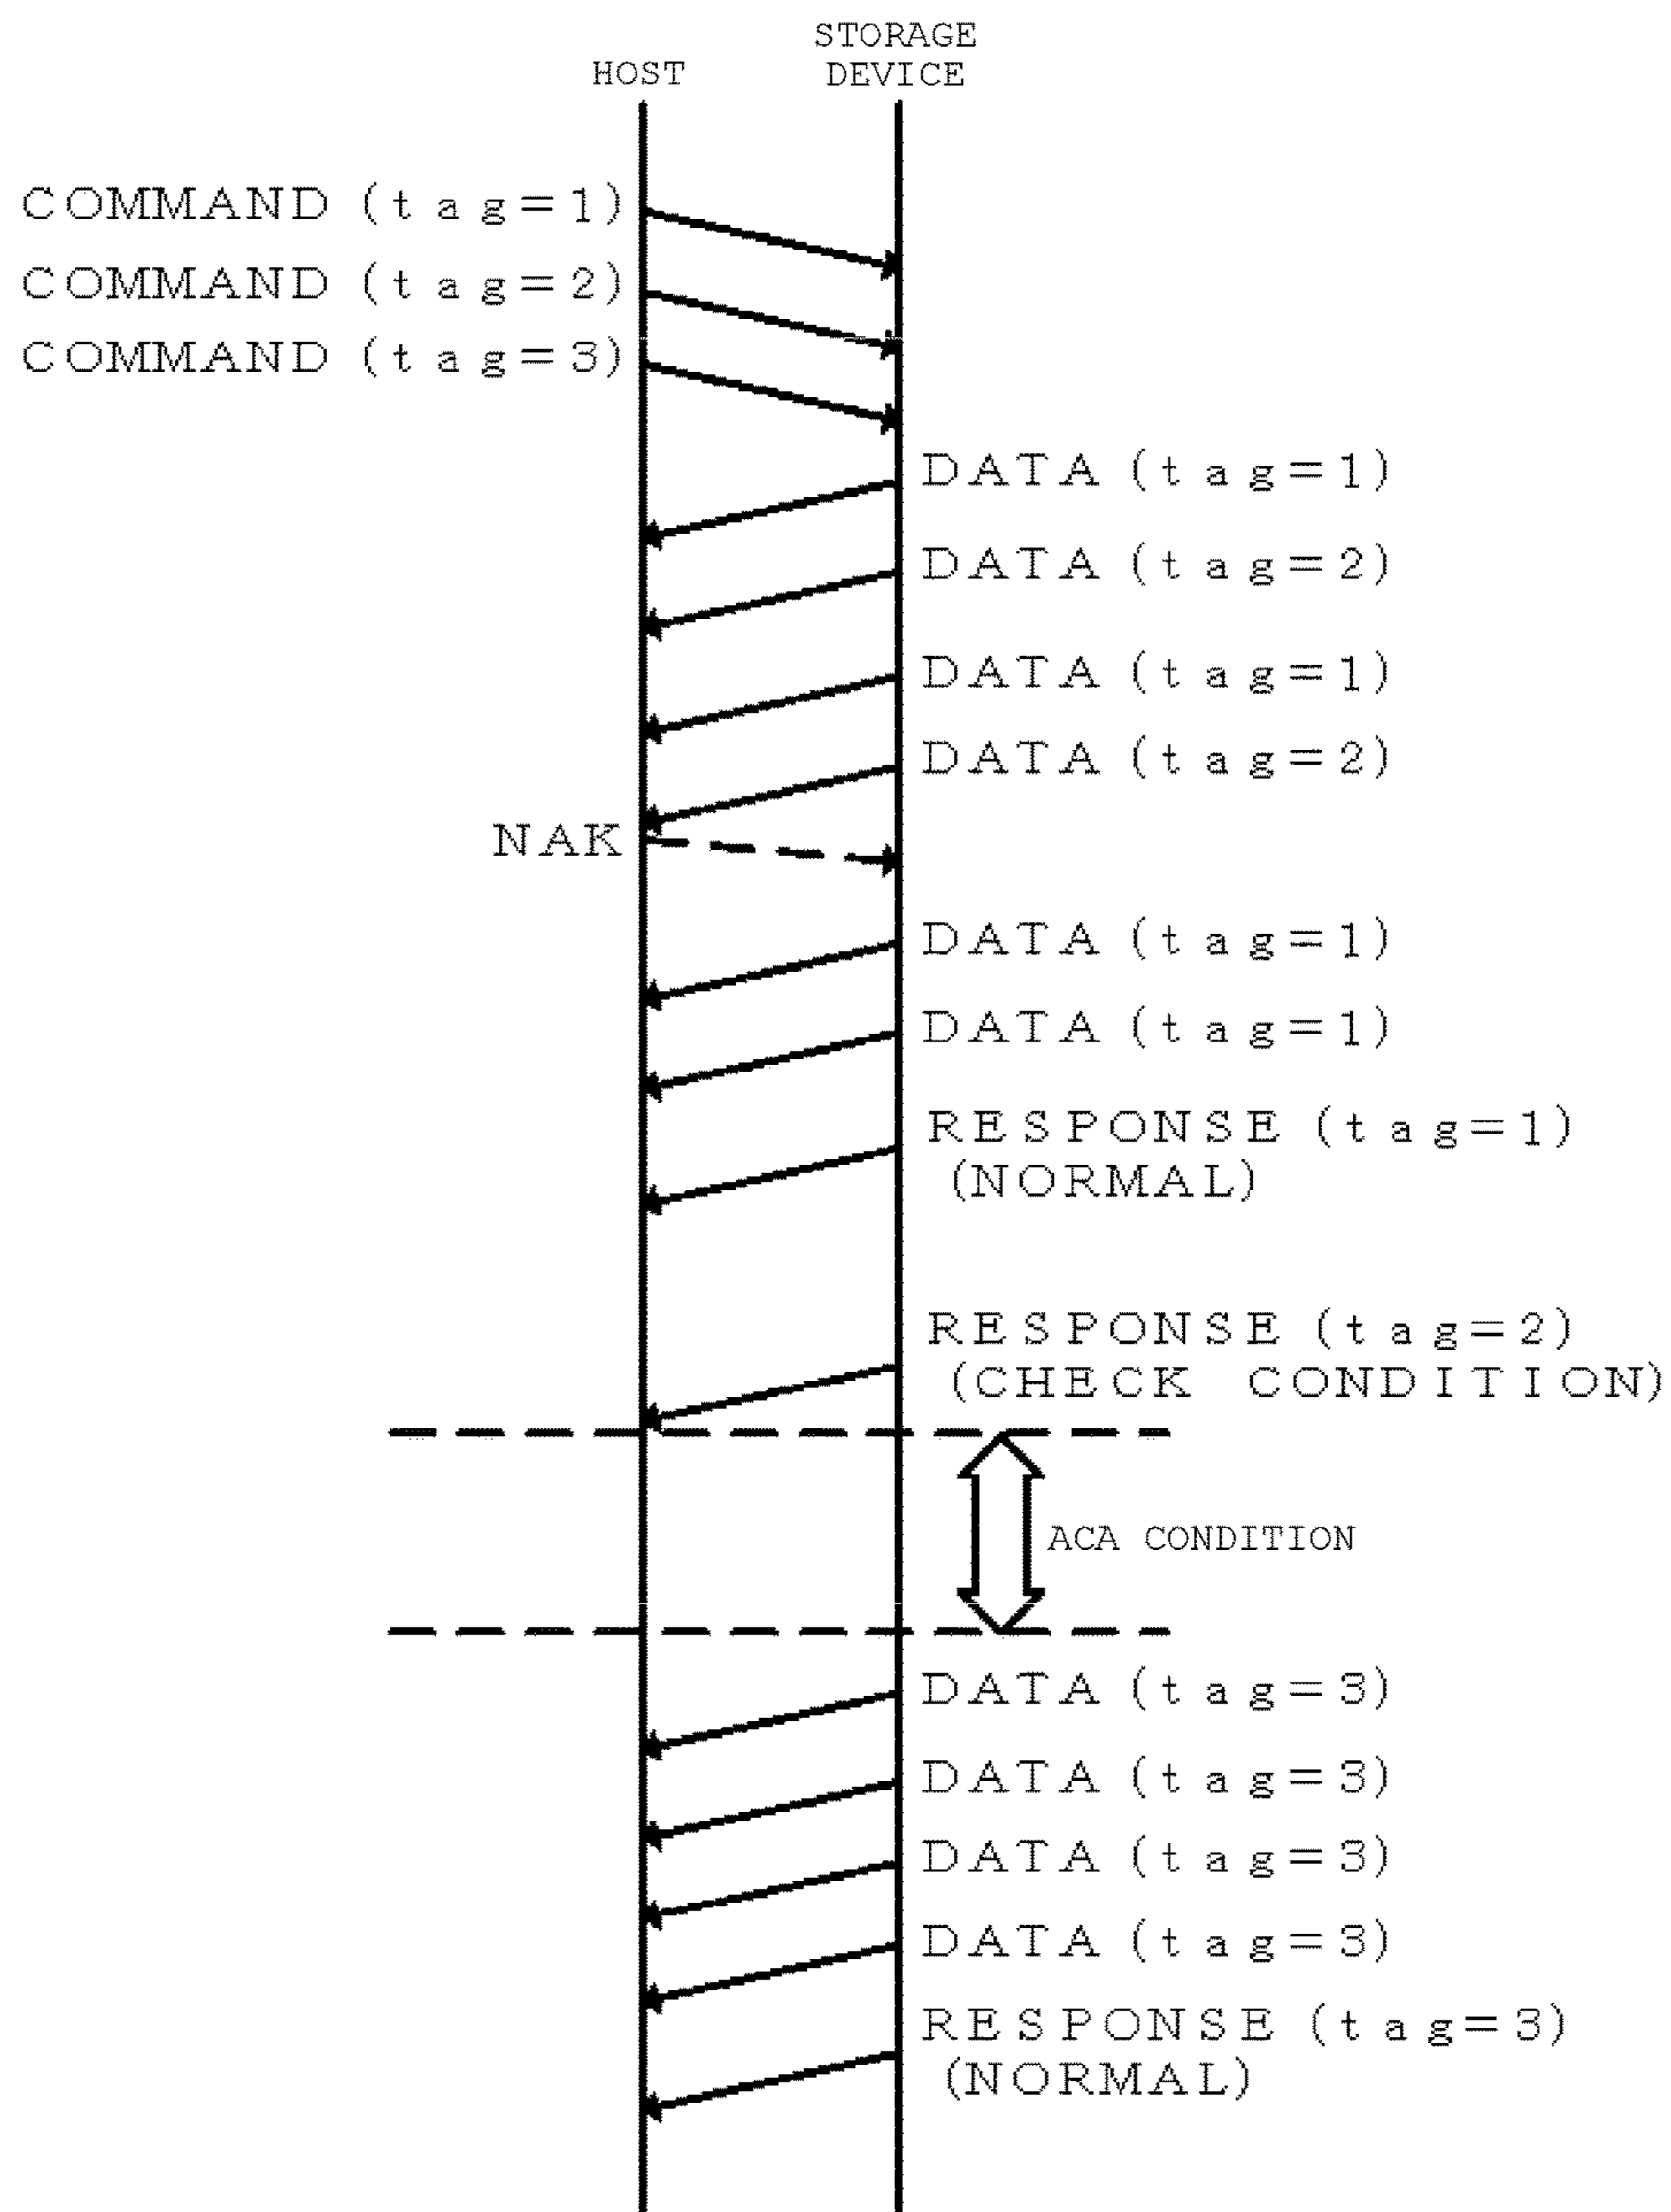 HOST
STORAGE
DEVICE
COMMAND (tag=1)
COMMAND (tag=2)
COMMAND (tag=3)
DATA (tag=1)
DATA (tag=2)
DATA (tag=1)
DATA (tag=2)
NAK
DATA (tag=1)
DATA (tag=1)
RESPONSE (tag=1)
(NORMAL)
RESPONSE (tag=2)
(CHECK CONDITION)
ACA CONDITION
DATA (tag=3)
DATA (tag=3)
DATA (tag=3)
DATA (tag=3)
RESPONSE (tag=3)
(NORMAL)